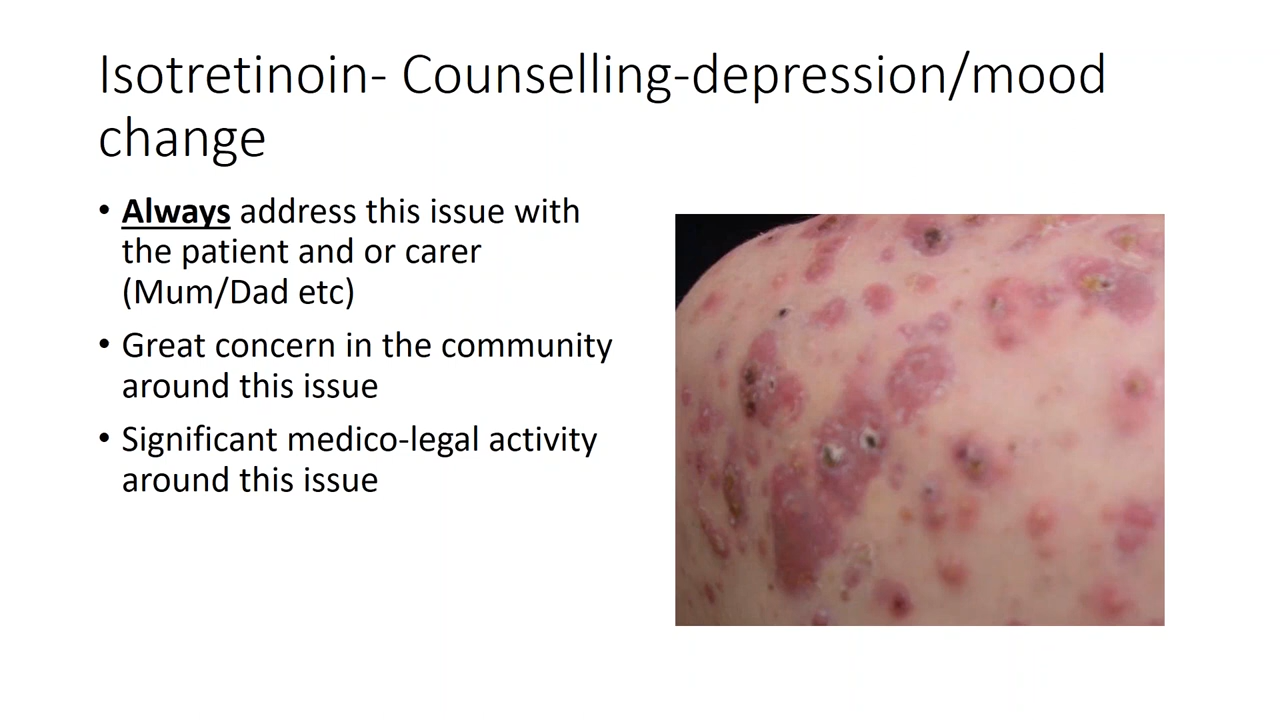 Isotretinoin- Counselling-depression/mood
change
• Always address this issue with
the patient and or carer
(Mum/Dad etc)
• Great concern in the community
around this issue
• Significant medico-legal activity
around this issue